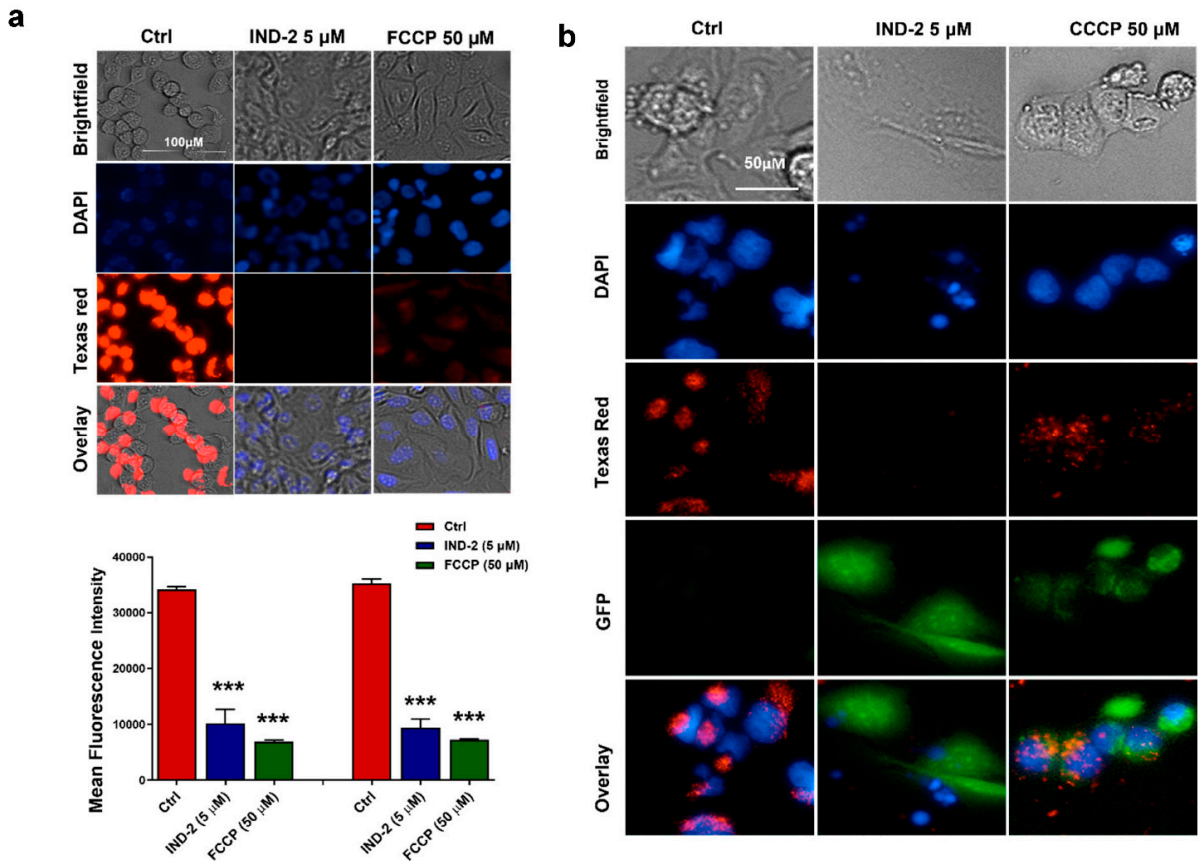 a
Ctrl
IND-2 5 µM
FCCP 50 µM
Brightfield
100µM
DAPI
Texas red
Overlay
Ctrl
IND-2 (5 µM)
FCCP (50 µM)
Mean Fluorescence Intensity
40000
30000
20000
10000
0
***
***
***
***
Ctrl
IND-2 (5 µM)
FCCP (50 µM)
Ctrl
IND-2 (5 µM)
FCCP (50 µM)
b
Ctrl
IND-2 5 µM
CCCP 50 µM
Brightfield
50µM
DAPI
Texas Red
GFP
Overlay